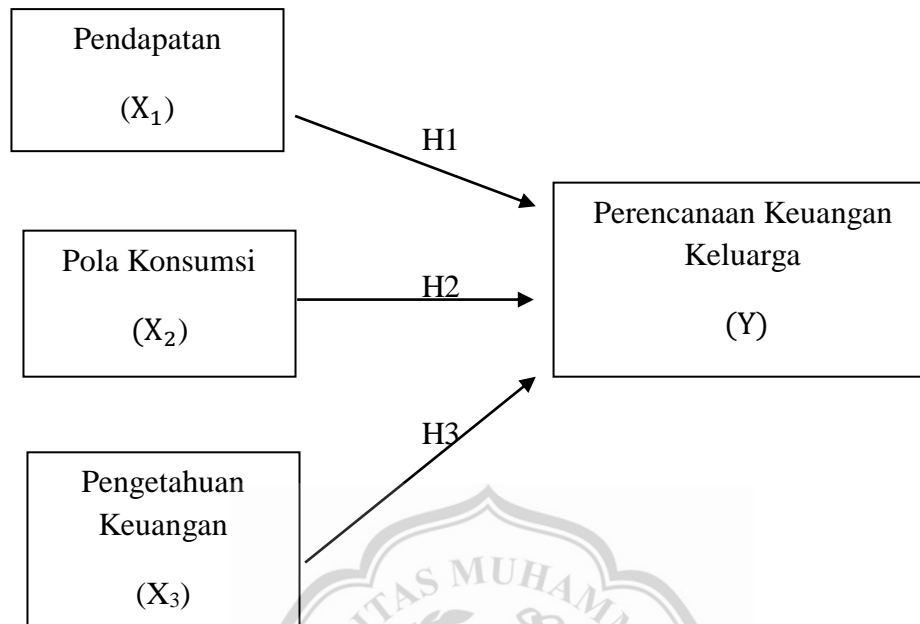 Pendapatan
(X₁)
H1
Perencanaan Keuangan
Keluarga
(Y)
Pola Konsumsi
(X₂)
H2
H3
Pengetahuan
Keuangan
(X₃)